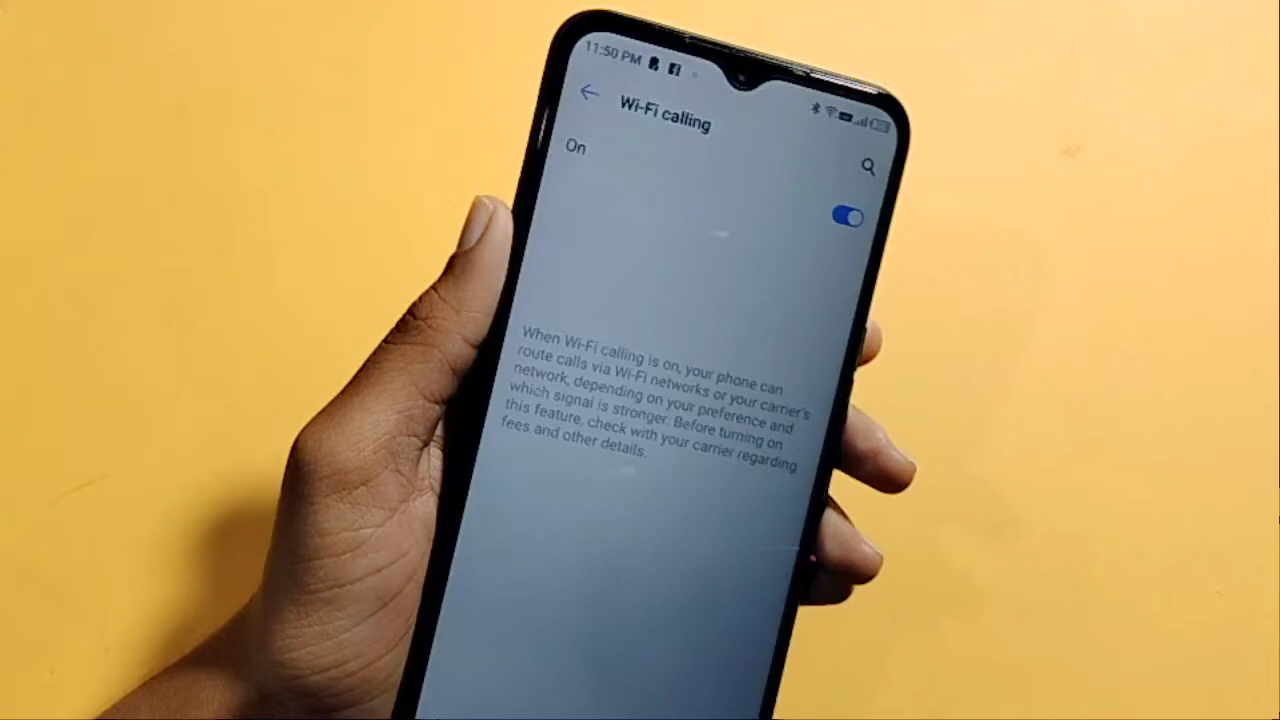 11:50 PM
Wi-Fi calling
On
When Wi-Fi calling is on, your phone can
route calls via Wi-Fi networks or your carrier's
network, depending on your preference and
which signal is stronger. Before turning on
this feature, check with your carrier regarding
fees and other details.